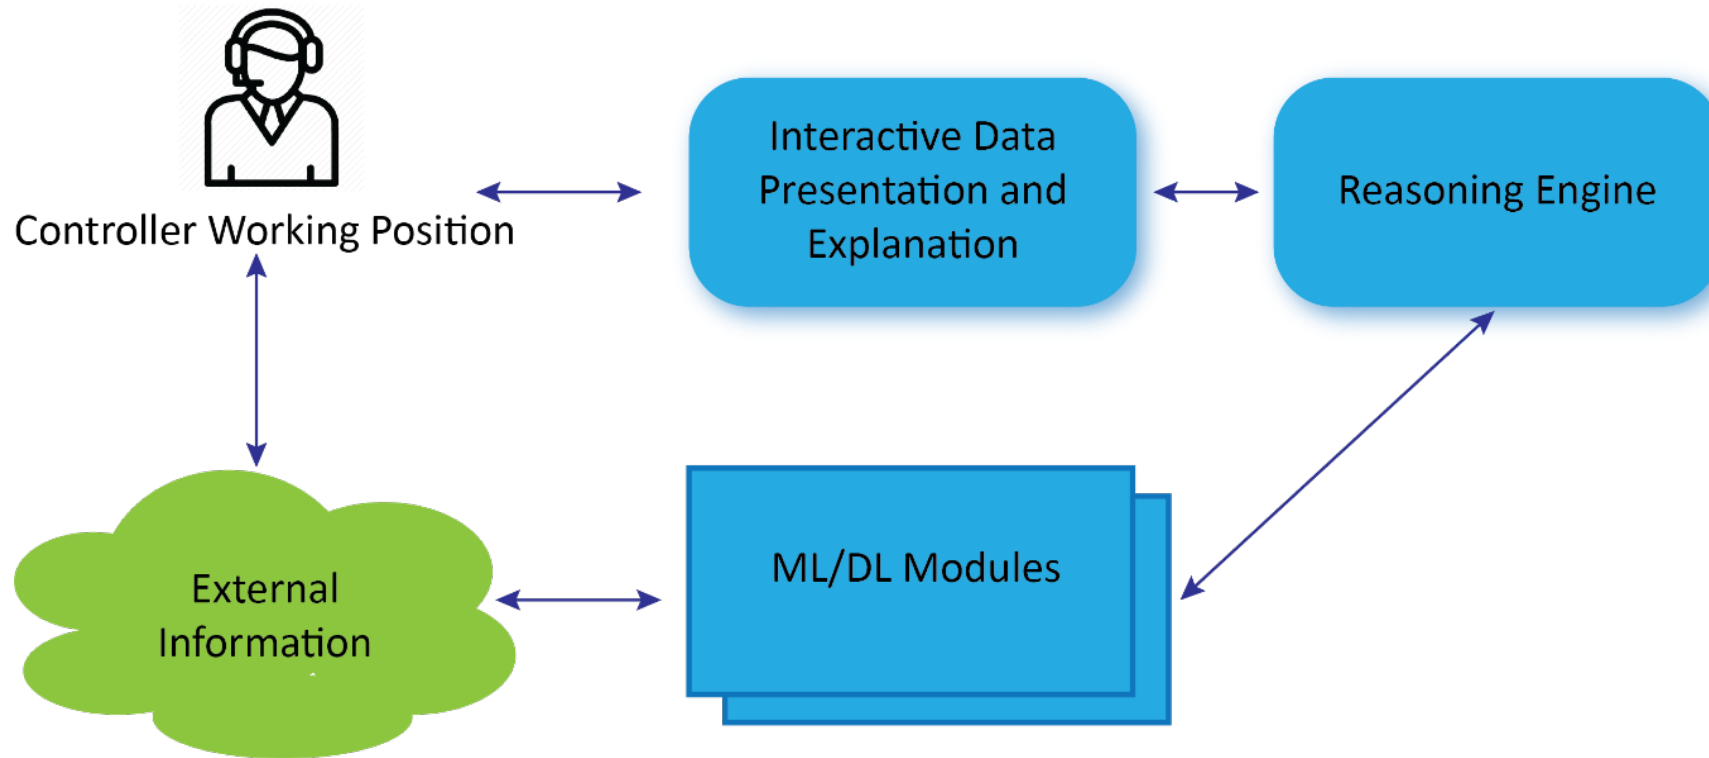 Interactive Data
Presentation and
Explanation
Reasoning Engine
Controller Working Position
External
Information
ML/DL Modules